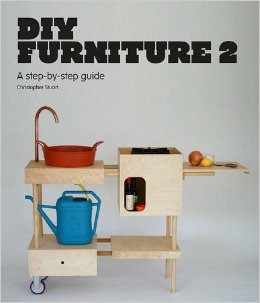 DIY
FURNITURE 2
A step-by-step guide
Christopher Stuart